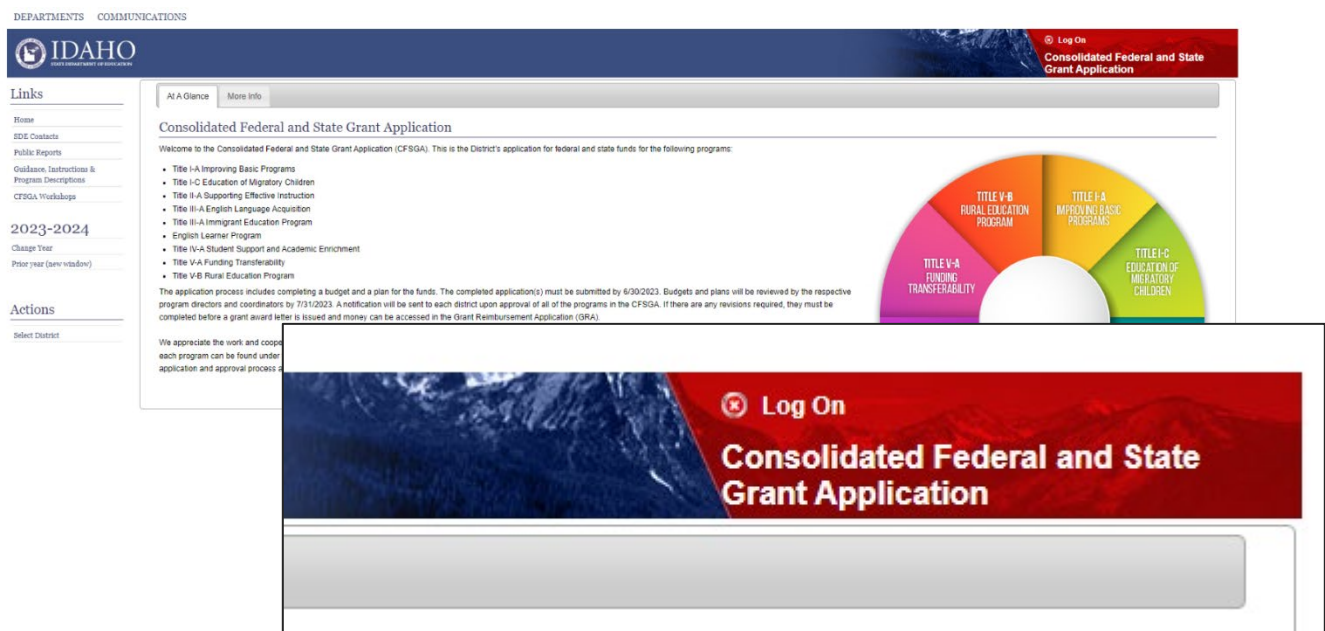 DEPARTMENTS COMMUNICATIONS
IDAHO
STATE DEPARTMENT OF EDUCATION
Log On
Consolidated Federal and State
Grant Application
Links
Home
SDE Contacts
Public Reports
Guidance, Instructions &
Program Descriptions
CFSGA Workshops
2023-2024
Change Year
Prior year (new window)
Actions
Select District
At A Glance More Info
Consolidated Federal and State Grant Application
Welcome to the Consolidated Federal and State Grant Application (CFSGA). This is the District's application for federal and state funds for the following programs:
• Title I-A Improving Basic Programs
• Title I-C Education of Migratory Children
• Title II-A Supporting Effective Instruction
• Title III-A English Language Acquisition
• Title III-A Immigrant Education Program
• English Learner Program
• Title IV-A Student Support and Academic Enrichment
• Title V-A Funding Transferability
• Title V-B Rural Education Program
The application process includes completing a budget and a plan for the funds. The completed application(s) must be submitted by 6/30/2023. Budgets and plans will be reviewed by the respective
program directors and coordinators by 7/31/2023. A notification will be sent to each district upon approval of all of the programs in the CFSGA. If there are any revisions required, they must be
completed before a grant award letter is issued and money can be accessed in the Grant Reimbursement Application (GRA).
We appreciate the work and coope
each program can be found under
application and approval process a
TITLE V-A
FUNDING
TRANSFERABILITY
TITLE V-B
RURAL EDUCATION
PROGRAM
TITLE I-A
IMPROVING BASIC
PROGRAMS
TITLE I-C
EDUCATION OF
MIGRATORY
CHILDREN
Log On
Consolidated Federal and State
Grant Application